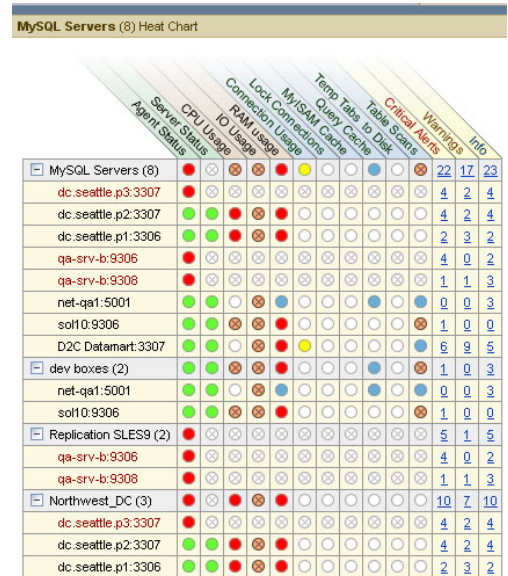 MySQL Servers (8) Heat Chart
Agent Status
Server Status
CPU Usage
IO Usage
RAM usage
Connection Usage
Lock Connections
MyISAM Cache
Query Cache
Temp Tabs to Disk
Table Scans
Critical Alerts
Warnings
Info
MySQL Servers (8) 22 17 23
dc.seattle.p3:3307 4 2 4
dc.seattle.p2:3307 4 2 4
dc.seattle.p1:3306 2 3 2
qa-srv-b:9306 4 0 2
qa-srv-b:9308 1 1 3
net-qa1:5001 0 0 3
sol10:9306 1 0 0
D2C Datamart:3307 6 9 5
dev boxes (2) 1 0 3
net-qa1:5001 0 0 3
sol10:9306 1 0 0
Replication SLES9 (2) 5 1 5
qa-srv-b:9306 4 0 2
qa-srv-b:9308 1 1 3
Northwest_DC (3) 10 7 10
dc.seattle.p3:3307 4 2 4
dc.seattle.p2:3307 4 2 4
dc.seattle.p1:3306 2 3 2